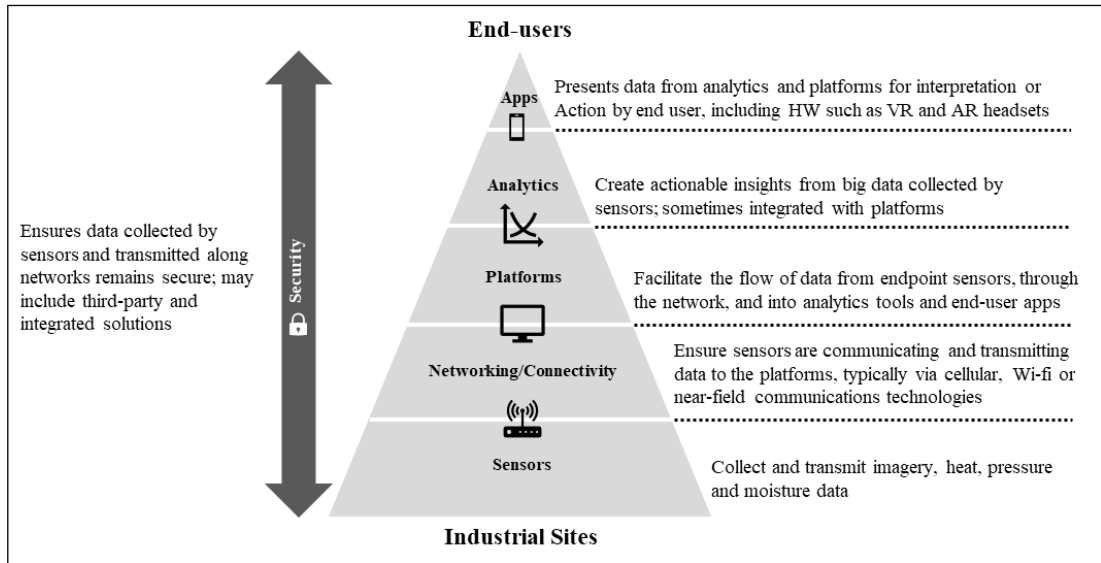 End-users
Apps
Presents data from analytics and platforms for interpretation or
Action by end user, including HW such as VR and AR headsets
Analytics
Create actionable insights from big data collected by
sensors; sometimes integrated with platforms
Ensures data collected by
sensors and transmitted along
networks remains secure; may
include third-party and
integrated solutions
Security
Platforms
Facilitate the flow of data from endpoint sensors, through
the network, and into analytics tools and end-user apps
Networking/Connectivity
Ensure sensors are communicating and transmitting
data to the platforms, typically via cellular, Wi-fi or
near-field communications technologies
Sensors
Collect and transmit imagery, heat, pressure
and moisture data
Industrial Sites